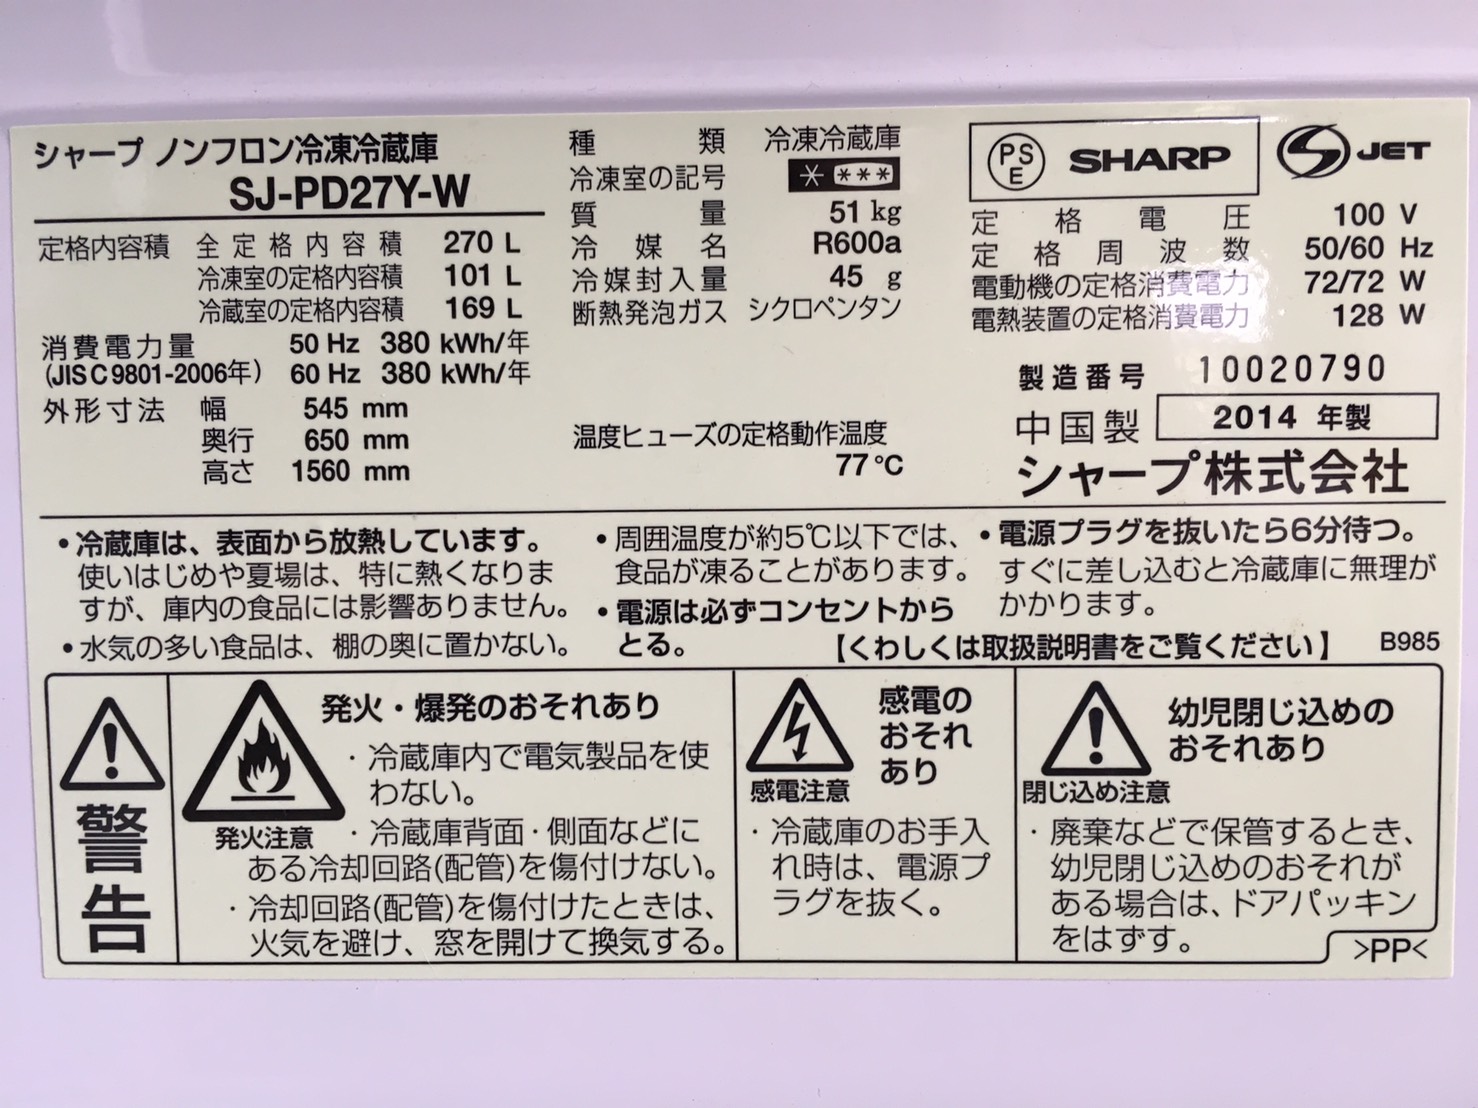 シャープ ノンフロン冷凍冷蔵庫
SJ-PD27Y-W
定格内容積 全定格内容積 270 L
冷凍室の定格内容積 101 L
冷蔵室の定格内容積 169 L
消費電力量 50 Hz 380 kWh/年
(JIS C 9801-2006年) 60 Hz 380 kWh/年
外形寸法 幅 545 mm
奥行 650 mm
高さ 1560 mm
種類 冷凍冷蔵庫
冷凍室の記号 * ***
質量 51 kg
冷媒名 R600a
冷媒封入量 45 g
断熱発泡ガス シクロペンタン
温度ヒューズの定格動作温度
77 ℃
PSE SHARP S JET
定格電圧 100 V
定格周波数 50/60 Hz
電動機の定格消費電力 72/72 W
電熱装置の定格消費電力 128 W
製造番号 10020790
中国製 2014 年製
シャープ株式会社
・冷蔵庫は、表面から放熱しています。
使いはじめや夏場は、特に熱くなりま
すが、庫内の食品には影響ありません。
・水気の多い食品は、棚の奥に置かない。
・周囲温度が約5℃以下では、
食品が凍ることがあります。
・電源は必ずコンセントから
とる。
・電源プラグを抜いたら6分待つ。
すぐに差し込むと冷蔵庫に無理が
かかります。
【くわしくは取扱説明書をご覧ください】 B985
警告
発火・爆発のおそれあり
発火注意
・冷蔵庫内で電気製品を使
わない。
・冷蔵庫背面・側面などに
ある冷却回路(配管)を傷付けない。
・冷却回路(配管)を傷付けたときは、
火気を避け、窓を開けて換気する。
感電の
おそれ
あり
感電注意
・冷蔵庫のお手入
れ時は、電源プ
ラグを抜く。
幼児閉じ込めの
おそれあり
閉じ込め注意
・廃棄などで保管するとき、
幼児閉じ込めのおそれが
ある場合は、ドアパッキン
をはずす。
>PP<